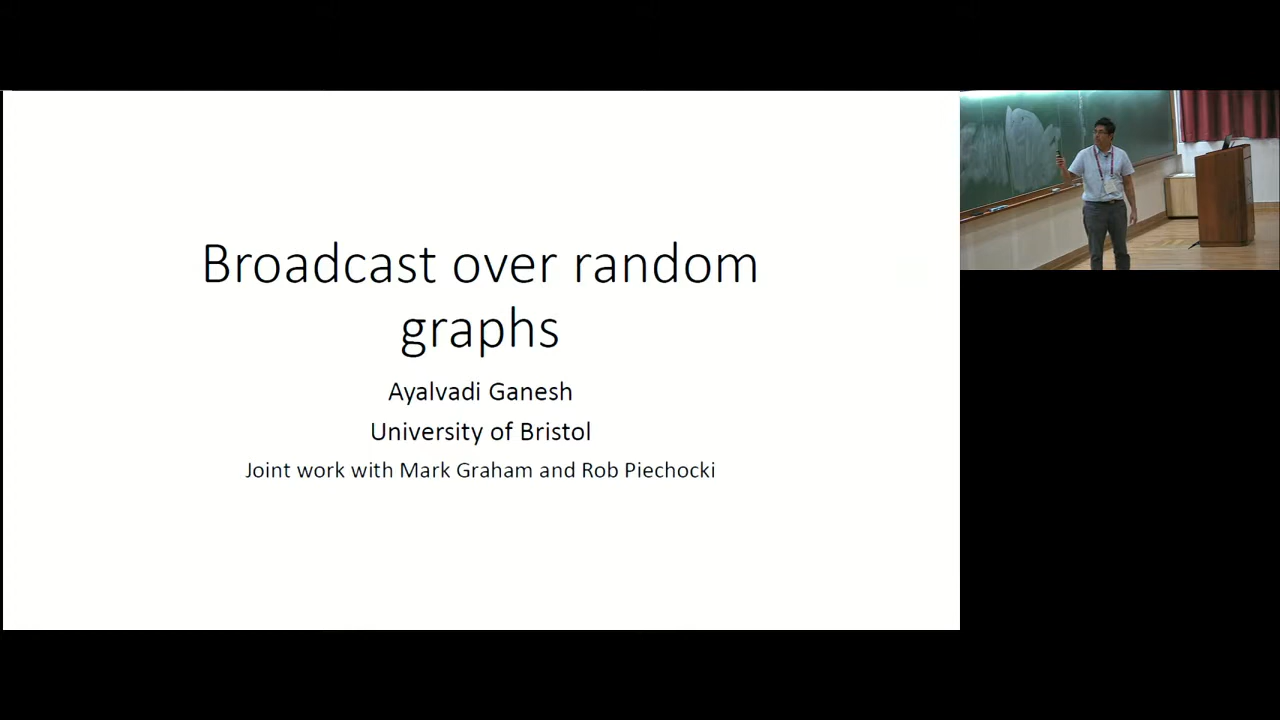 Broadcast over random
graphs
Ayalvadi Ganesh
University of Bristol
Joint work with Mark Graham and Rob Piechocki